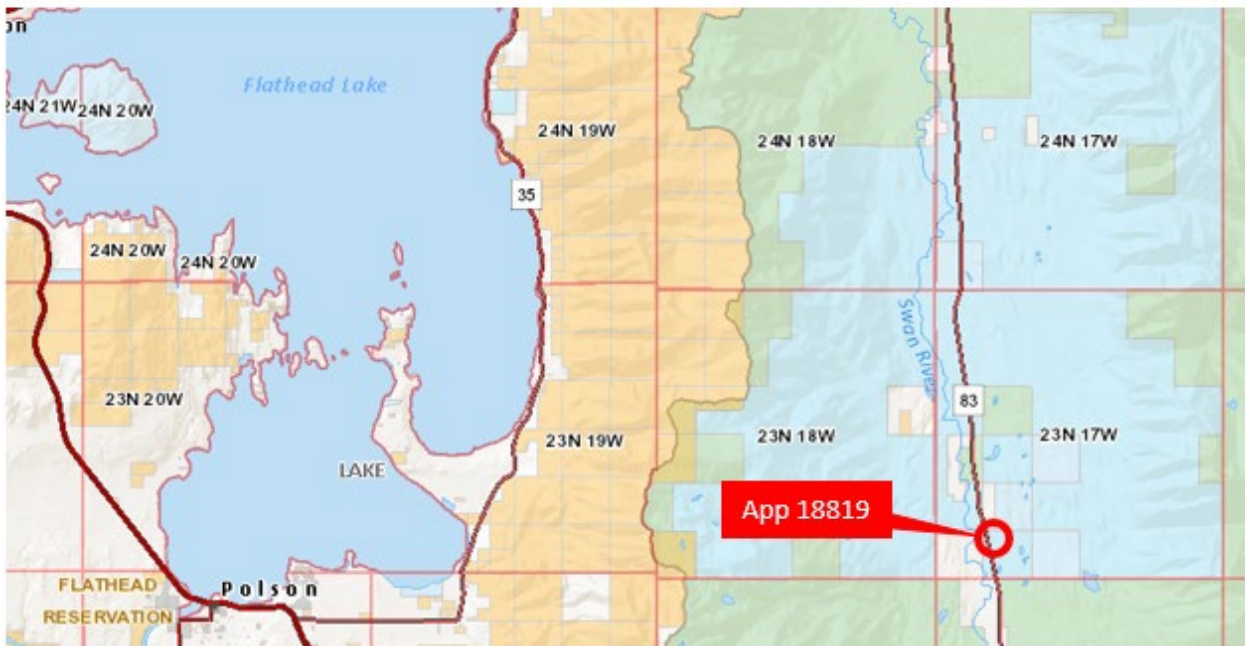 on
Flathead Lake
24N 21W
24N 20W
24N 19W
24N 18W
24N 17W
35
24N 20W
24N 20W
Swan River
83
23N 20W
23N 19W
23N 18W
23N 17W
LAKE
App 18819
FLATHEAD
RESERVATION
Polson